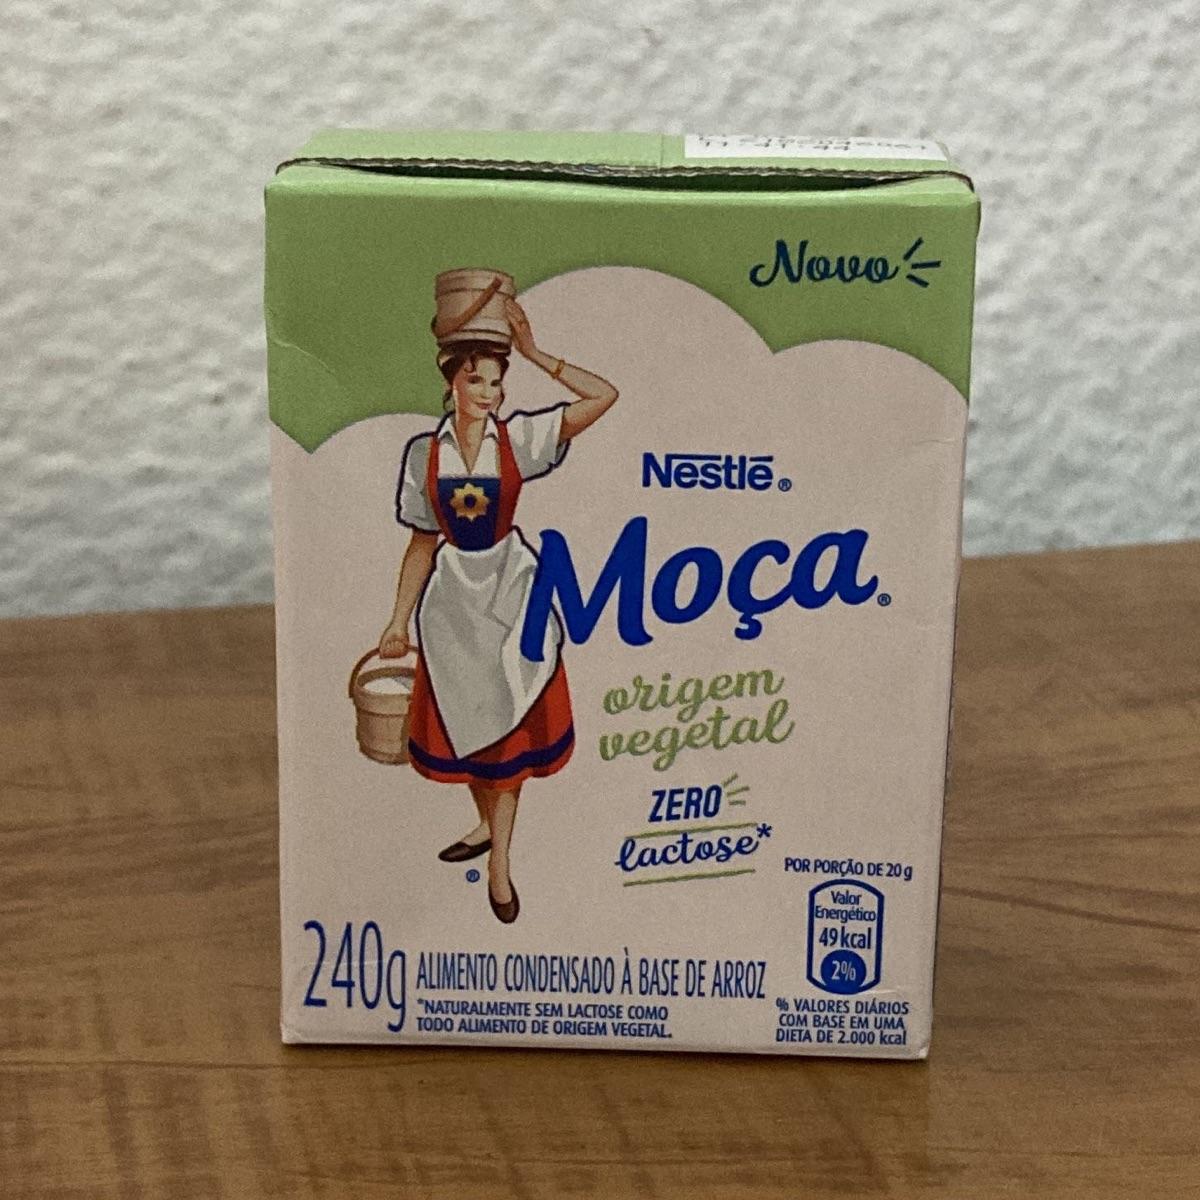 Novo
Nestlé®
Moça®
origem
vegetal
ZERO
lactose*
POR PORÇÃO DE 20 g
Valor
Energético
49 kcal
2%
% VALORES DIÁRIOS
COM BASE EM UMA
DIETA DE 2.000 kcal
®
240g ALIMENTO CONDENSADO À BASE DE ARROZ
*NATURALMENTE SEM LACTOSE COMO
TODO ALIMENTO DE ORIGEM VEGETAL.